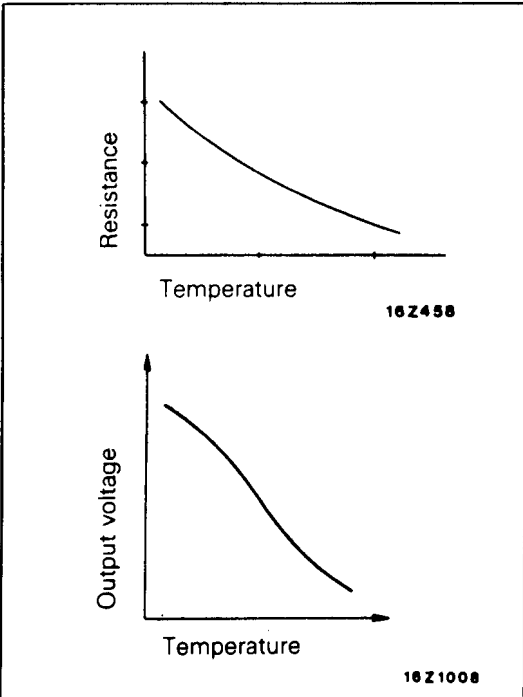 Resistance
Temperature
16Z458
Output voltage
Temperature
16Z1008